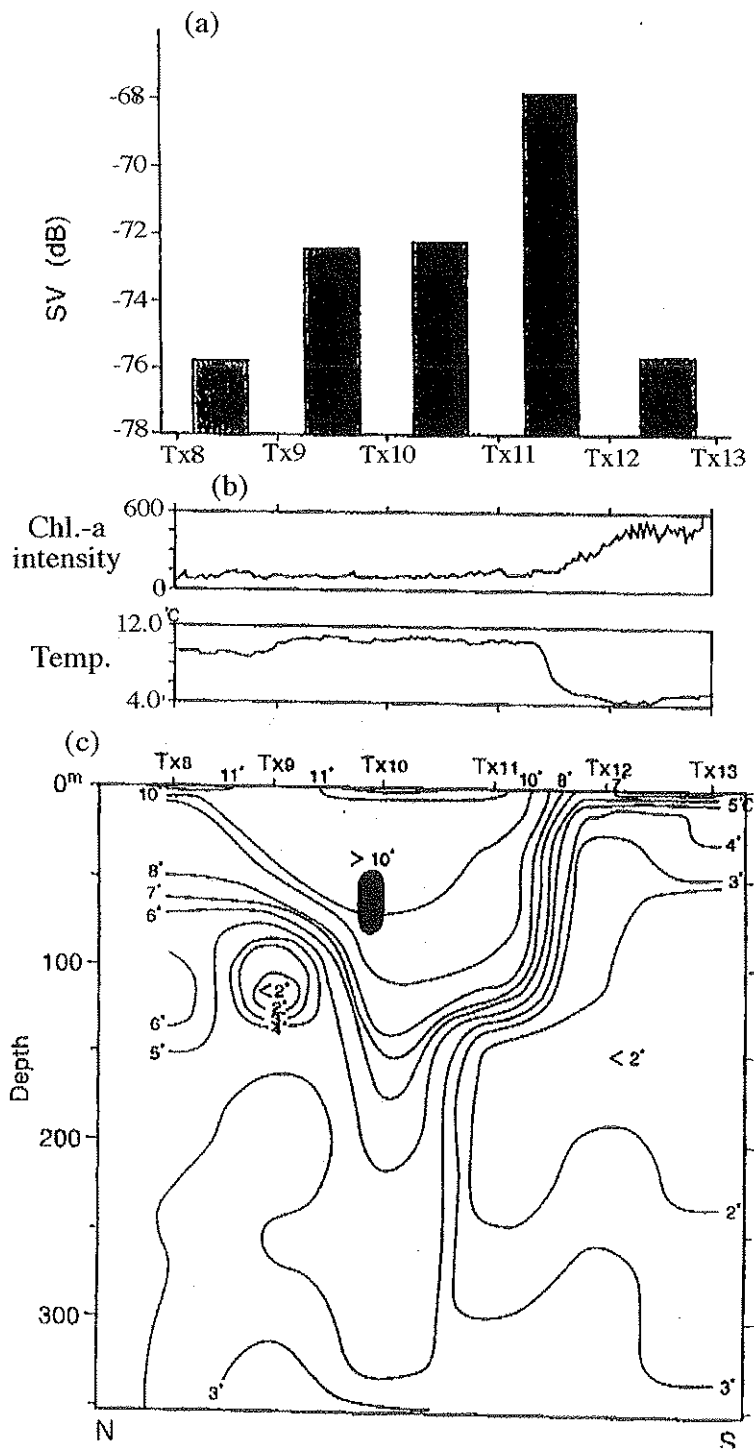 (a)
SV (dB)
-68
-70
-72
-74
-76
-78
Tx8 Tx9 Tx10 Tx11 Tx12 Tx13
(b)
Chl.-a
intensity
600
0
Temp.
12.0 °C
4.0
(c)
Tx8 11° Tx9 11° Tx10 Tx11 10° 8° Tx12 7 Tx13
0m
10
5°C
4°
> 10°
8°
7°
6°
3°
100
<2°
6°
5°
<2°
Depth
200
2°
300
3°
3°
N S